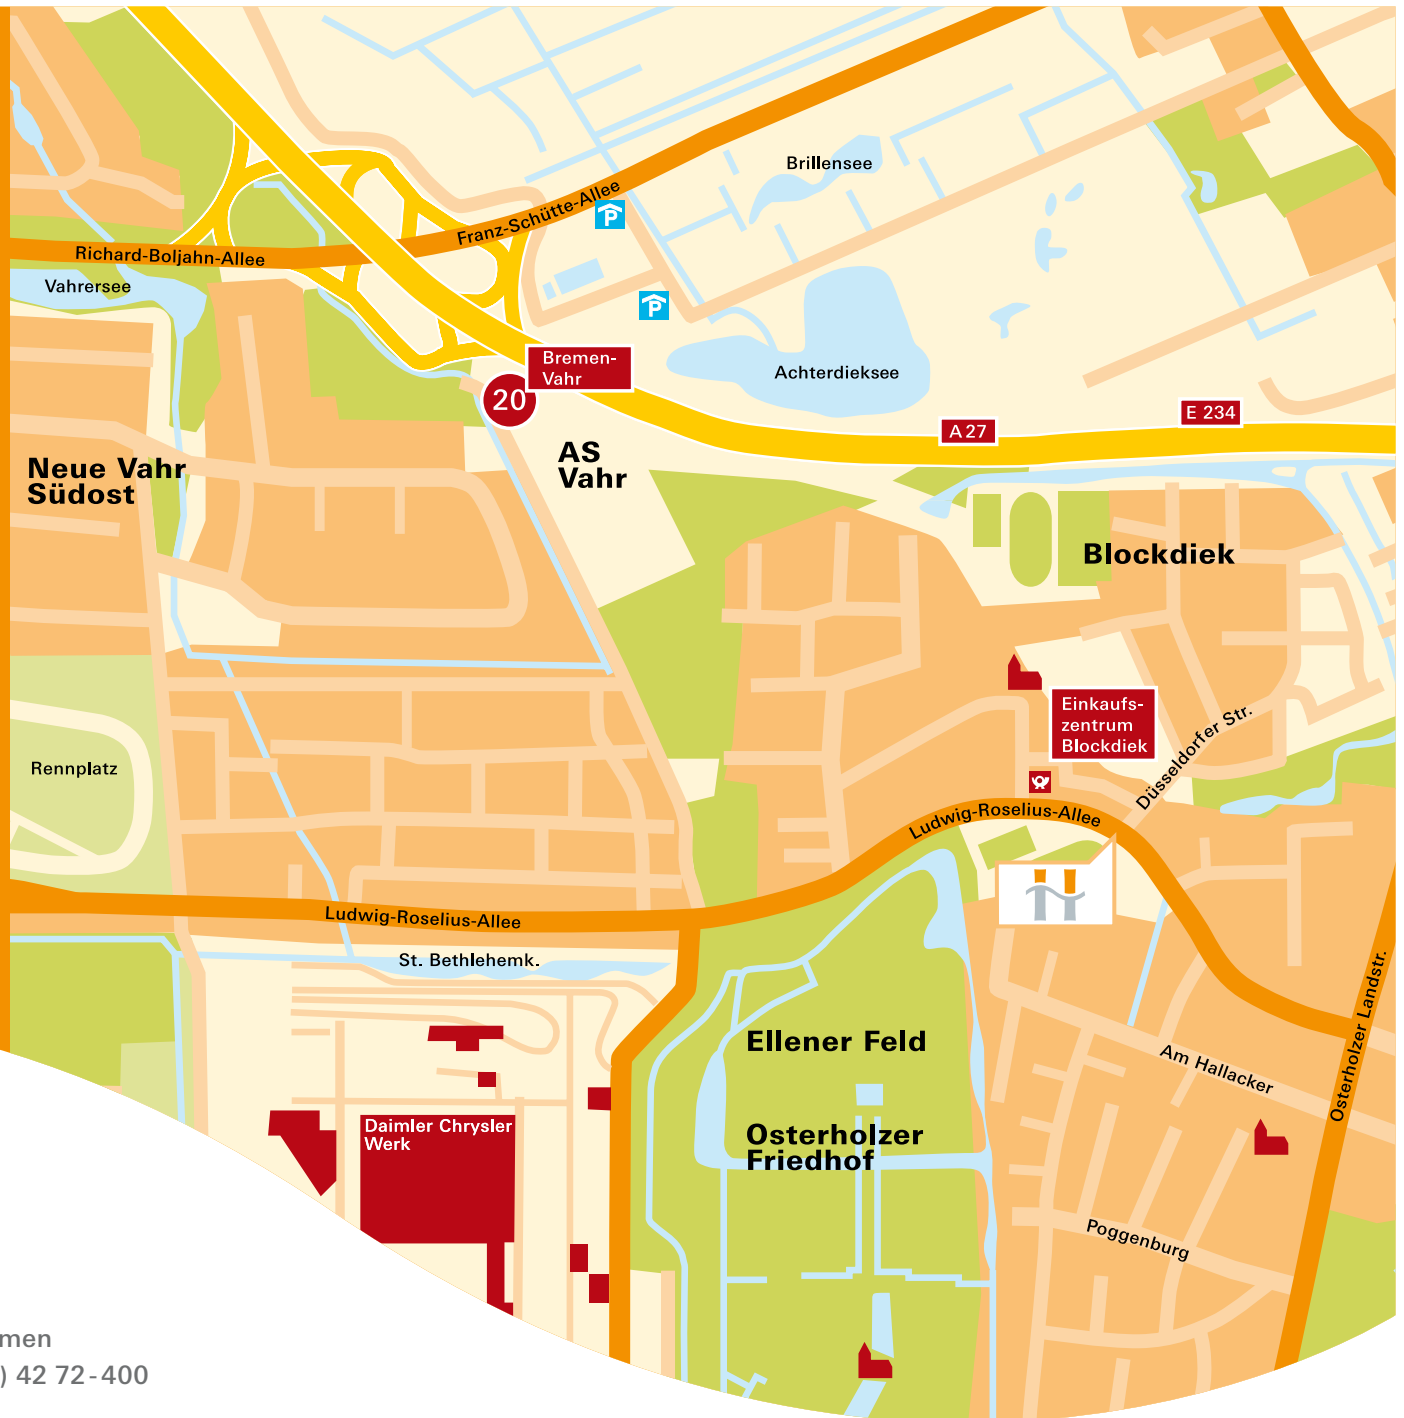 Brillensee
Franz-Schütte-Allee
P
Richard-Boljahn-Allee
Vahrersee
P
Bremen-
Vahr
Achterdieksee
20
E 234
A 27
AS
Vahr
Neue Vahr
Südost
Blockdiek
Einkaufs-
zentrum
Blockdiek
Düsseldorfer Str.
Rennplatz
Ludwig-Roselius-Allee
Ludwig-Roselius-Allee
St. Bethlehemk.
Ellener Feld
Am Hallacker
Osterholzer Landstr.
Daimler Chrysler
Werk
Osterholzer
Friedhof
Poggenburg
men
) 42 72-400